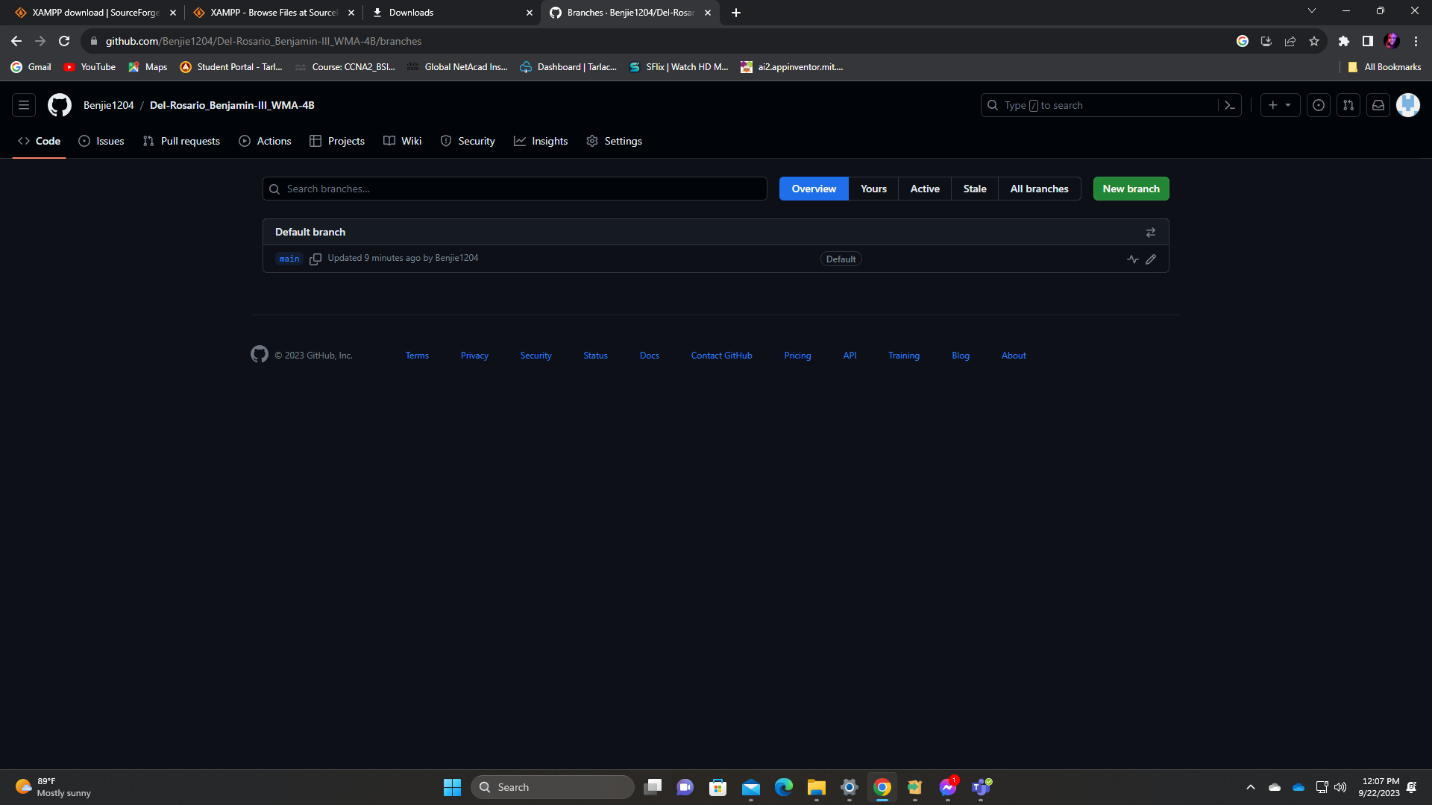 XAMPP download | SourceForge
XAMPP - Browse Files at Source
Downloads
Branches · Benjie1204/Del-Rosar
github.com/Benjie1204/Del-Rosario_Benjamin-III_WMA-4B/branches
Gmail
YouTube
Maps
Student Portal - Tarl...
Course: CCNA2_BSI...
Global NetAcad Ins...
Dashboard | Tarlac...
SFlix | Watch HD M...
ai2.appinventor.mit....
All Bookmarks
Benjie1204 / Del-Rosario_Benjamin-III_WMA-4B
Type / to search
Code
Issues
Pull requests
Actions
Projects
Wiki
Security
Insights
Settings
Search branches...
Overview
Yours
Active
Stale
All branches
New branch
Default branch
main
Updated 9 minutes ago by Benjie1204
Default
© 2023 GitHub, Inc.
Terms
Privacy
Security
Status
Docs
Contact GitHub
Pricing
API
Training
Blog
About
89°F
Mostly sunny
Search
1
12:07 PM
9/22/2023